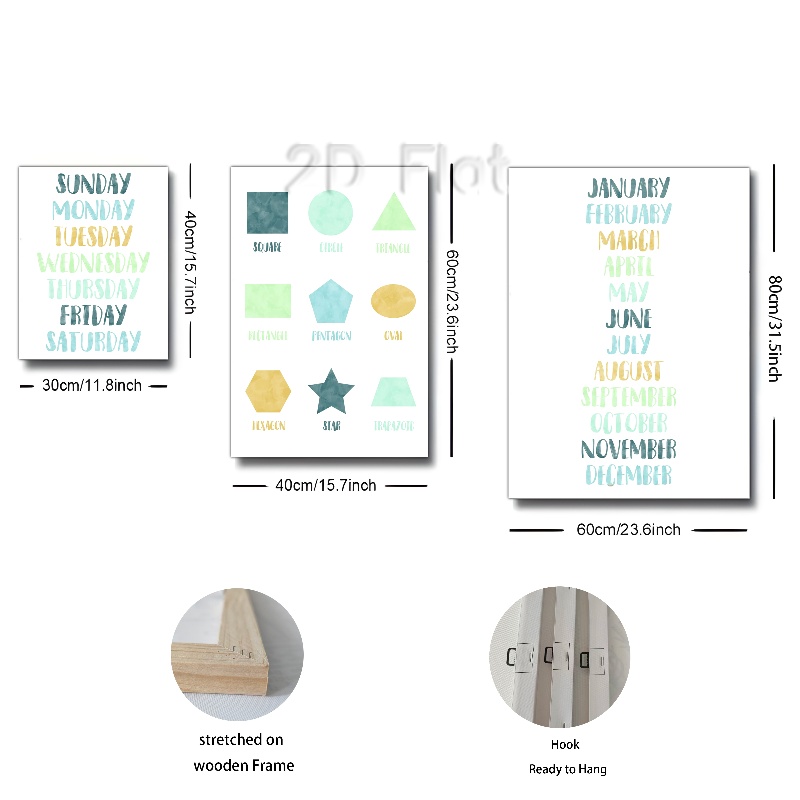 2D Flat
SUNDAY
MONDAY
TUESDAY
WEDNESDAY
THURSDAY
FRIDAY
SATURDAY
40cm/15.7inch
30cm/11.8inch
SQUARE
CIRCLE
TRIANGLE
RECTANGLE
PENTAGON
OVAL
HEXAGON
STAR
TRAPAZOID
60cm/23.6inch
40cm/15.7inch
JANUARY
FEBRUARY
MARCH
APRIL
MAY
JUNE
JULY
AUGUST
SEPTEMBER
OCTOBER
NOVEMBER
DECEMBER
80cm/31.5inch
60cm/23.6inch
stretched on
wooden Frame
Hook
Ready to Hang